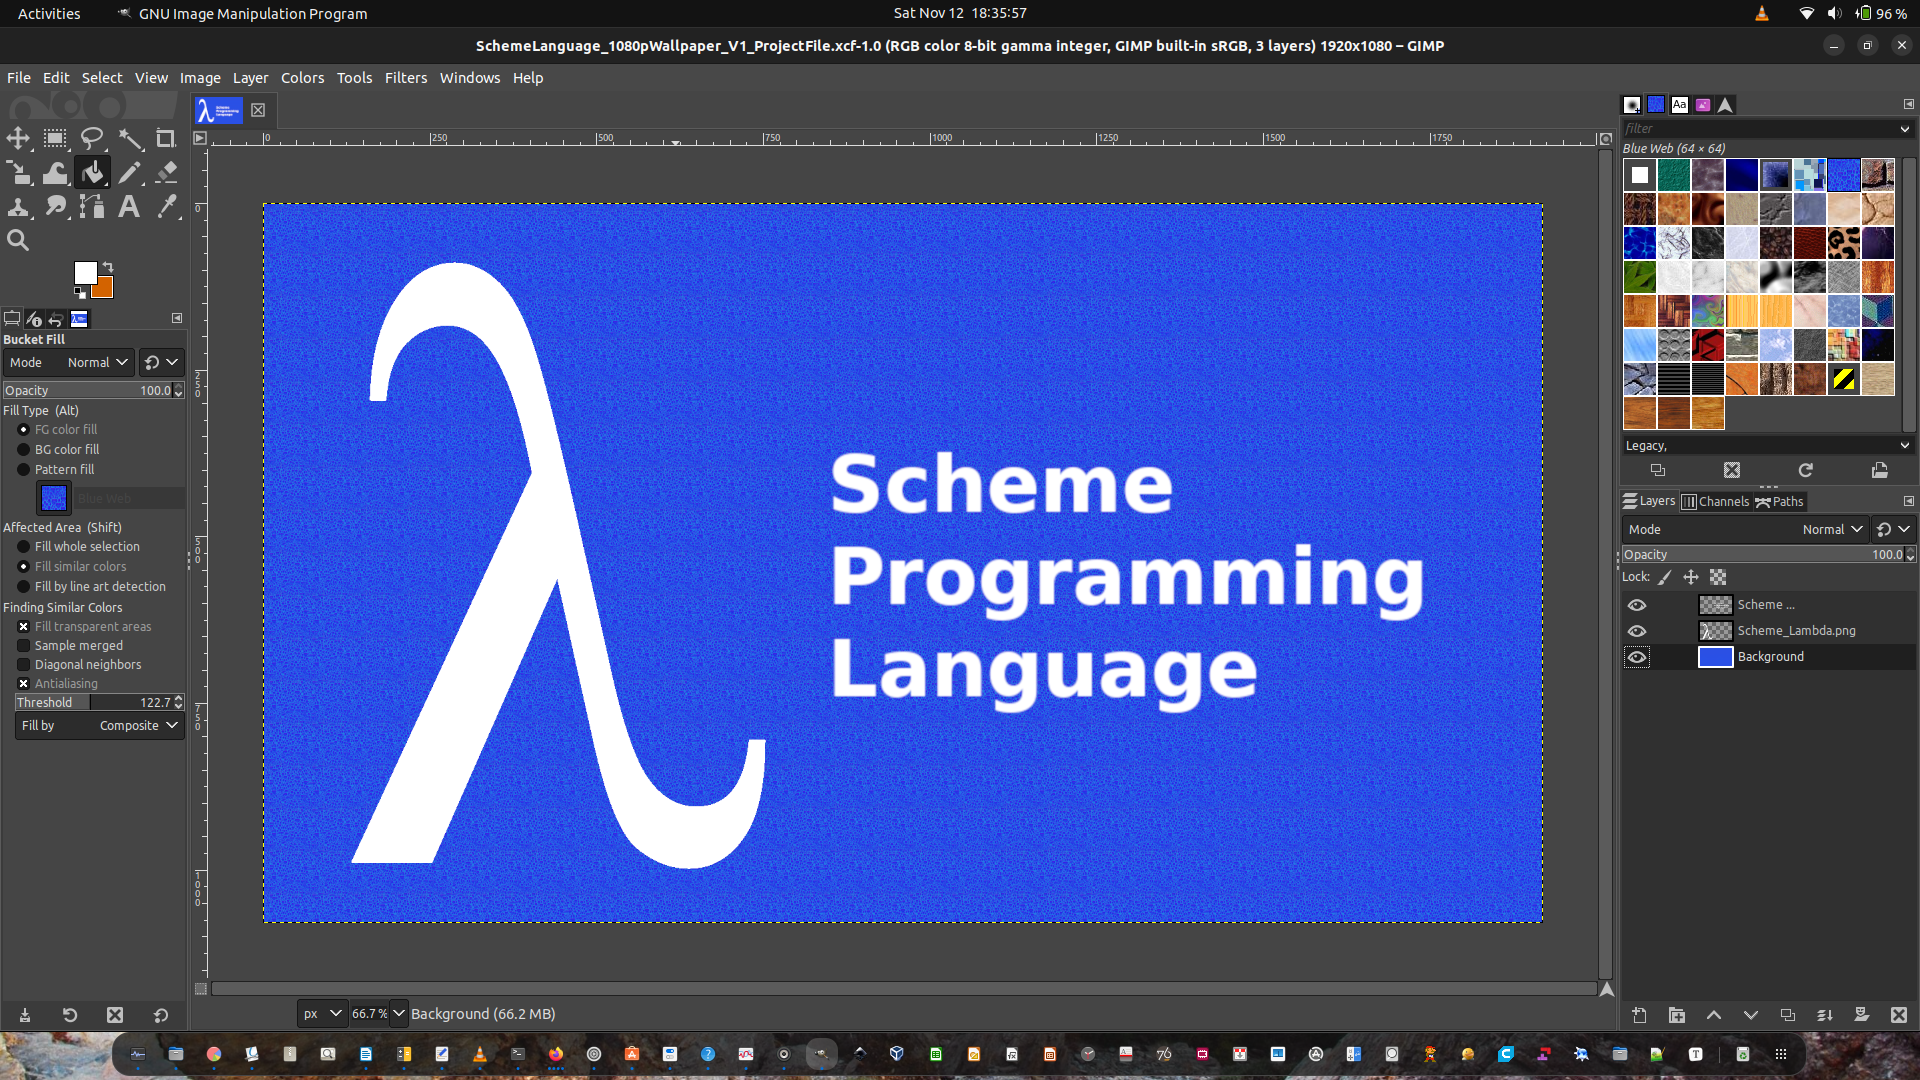 Activities
GNU Image Manipulation Program
Sat Nov 12 18:35:57
96 %
SchemeLanguage_1080pWallpaper_V1_ProjectFile.xcf-1.0 (RGB color 8-bit gamma integer, GIMP built-in sRGB, 3 layers) 1920x1080 – GIMP
File Edit Select View Image Layer Colors Tools Filters Windows Help
0 250 500 750 1000 1250 1500 1750
Aa
filter
Blue Web (64 × 64)
0
250
500
750
1000
Bucket Fill
Mode Normal
Opacity 100.0
Fill Type (Alt)
FG color fill
BG color fill
Pattern fill
Blue Web
Affected Area (Shift)
Fill whole selection
Fill similar colors
Fill by line art detection
Finding Similar Colors
Fill transparent areas
Sample merged
Diagonal neighbors
Antialiasing
Threshold 122.7
Fill by Composite
λ
Scheme
Programming
Language
Legacy,
Layers Channels Paths
Mode Normal
Opacity 100.0
Lock:
Scheme ...
Scheme_Lambda.png
Background
px 66.7 % Background (66.2 MB)